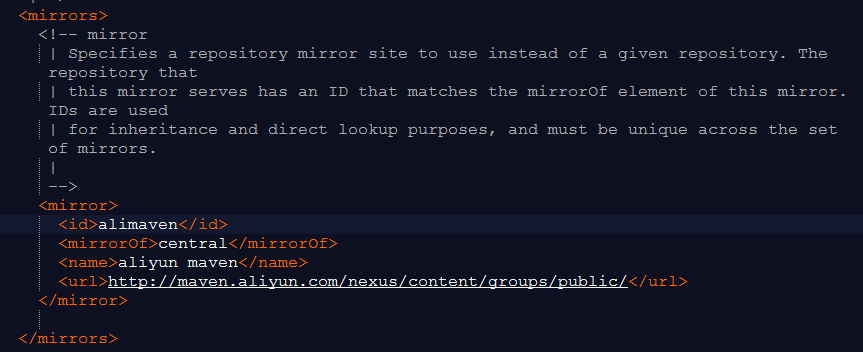 <mirrors>
<!-- mirror
| Specifies a repository mirror site to use instead of a given repository. The
repository that
| this mirror serves has an ID that matches the mirrorOf element of this mirror.
IDs are used
| for inheritance and direct lookup purposes, and must be unique across the set
of mirrors.
|
-->
<mirror>
<id>alimaven</id>
<mirrorOf>central</mirrorOf>
<name>aliyun maven</name>
<url>http://maven.aliyun.com/nexus/content/groups/public/</url>
</mirror>
</mirrors>